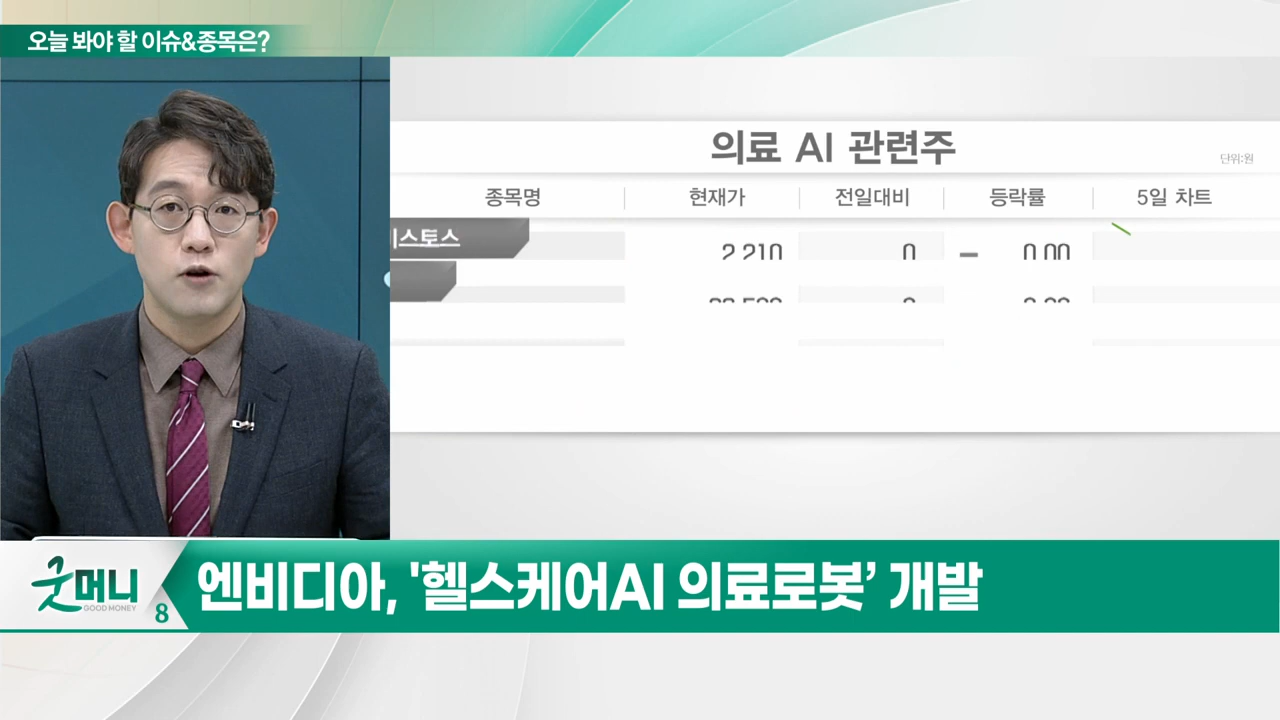 오늘 봐야 할 이슈&종목은?
의료 AI 관련주
단위:원
종목명 현재가 전일대비 등락률 5일 차트
2,210 0 0.00
엔비디아, '헬스케어AI 의료로봇’ 개발
굿머니
GOOD MONEY
8